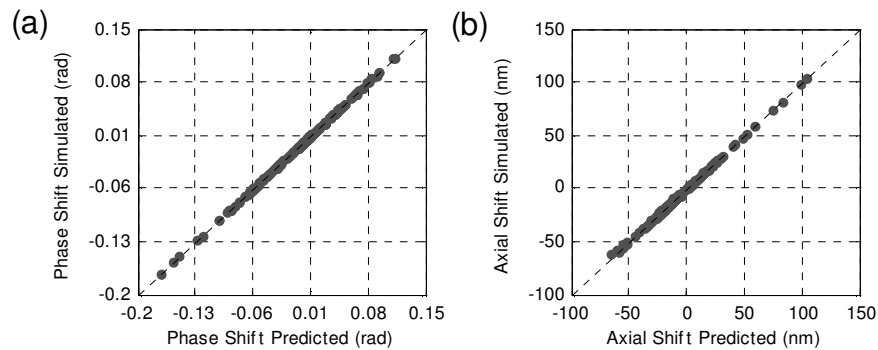 (a)
0.15
0.08
0.01
-0.06
-0.13
-0.2
Phase Shift Simulated (rad)
-0.2 -0.13 -0.06 0.01 0.08 0.15
Phase Shift Predicted (rad)
(b)
150
100
50
0
-50
-100
Axial Shift Simulated (nm)
-100 -50 0 50 100 150
Axial Shift Predicted (nm)